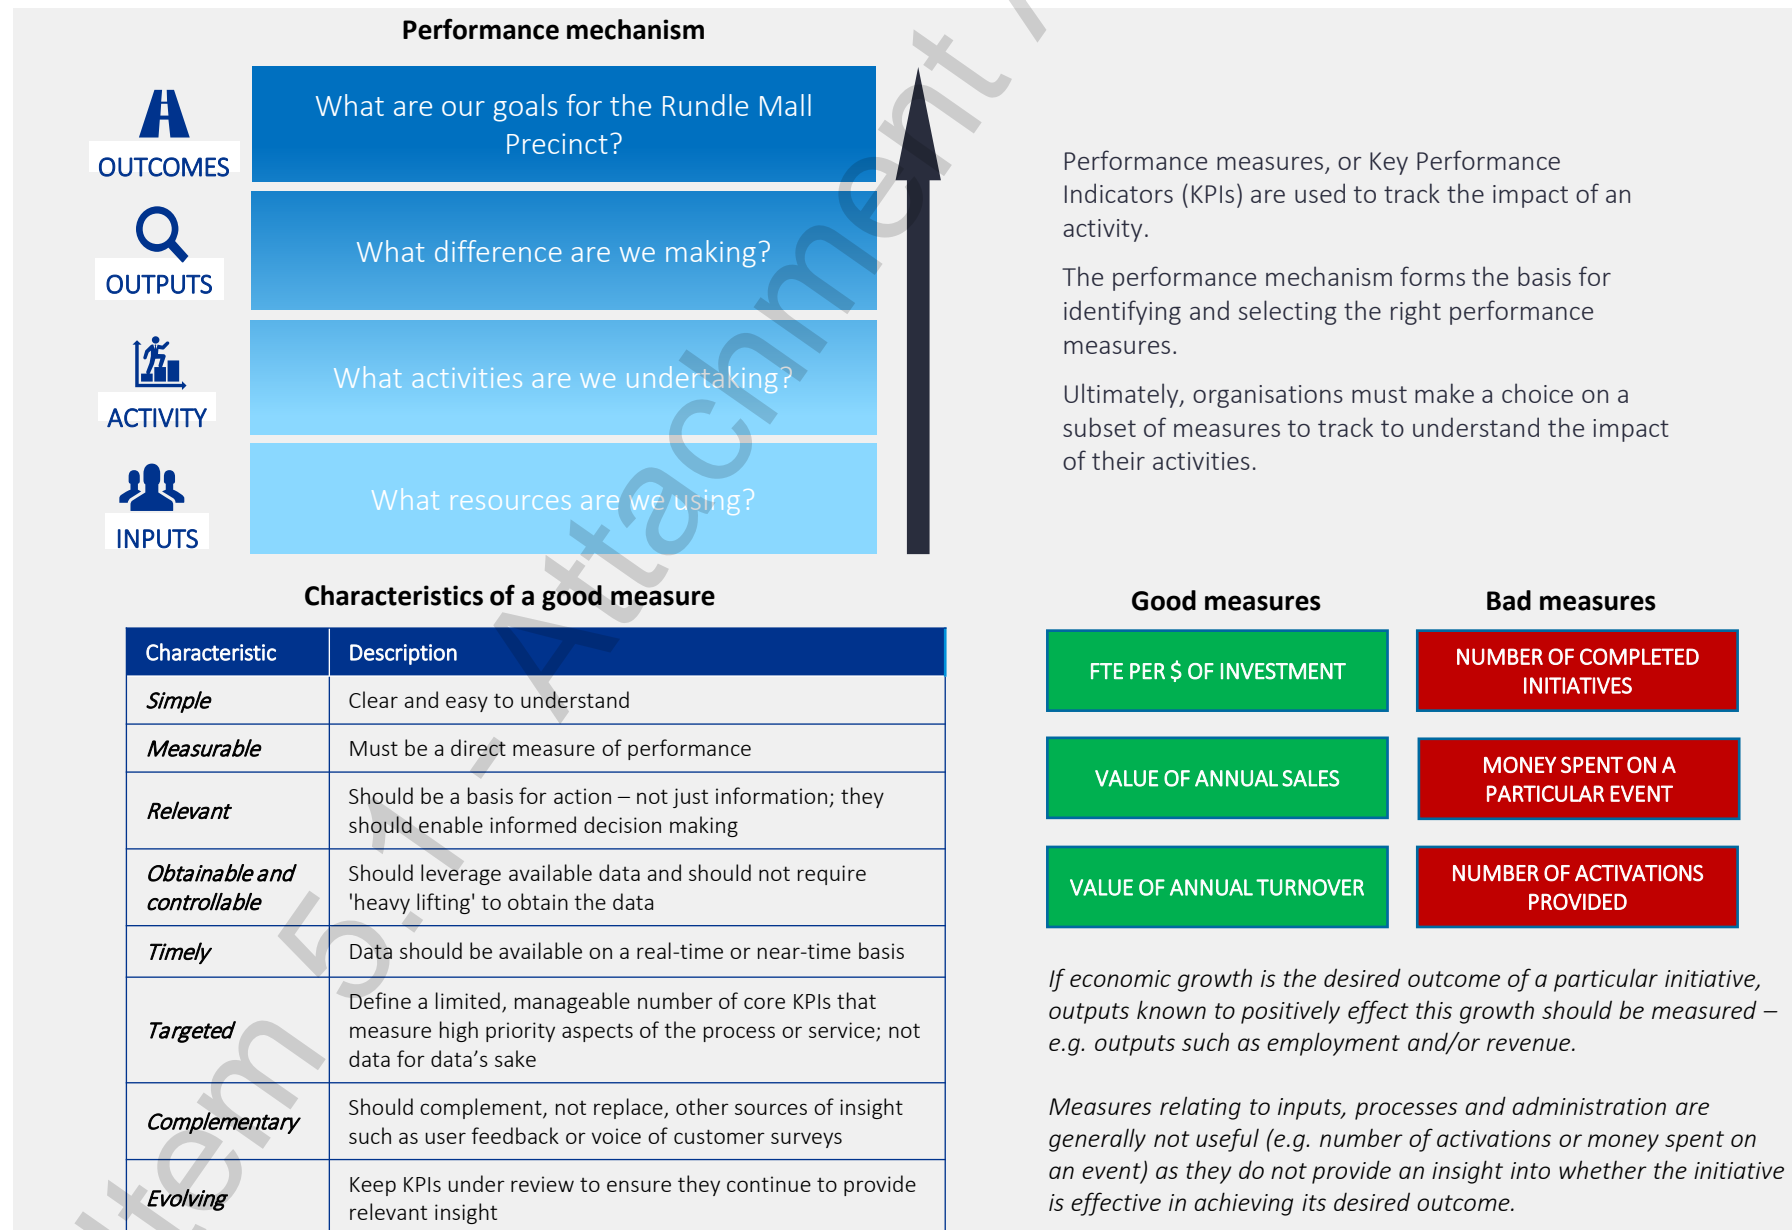 Performance mechanism
OUTCOMES
What are our goals for the Rundle Mall
Precinct?
OUTPUTS
What difference are we making?
ACTIVITY
What activities are we undertaking?
INPUTS
What resources are we using?
Performance measures, or Key Performance
Indicators (KPIs) are used to track the impact of an
activity.
The performance mechanism forms the basis for
identifying and selecting the right performance
measures.
Ultimately, organisations must make a choice on a
subset of measures to track to understand the impact
of their activities.
Characteristics of a good measure
Characteristic
Description
Simple
Clear and easy to understand
Measurable
Must be a direct measure of performance
Relevant
Should be a basis for action – not just information; they
should enable informed decision making
Obtainable and
controllable
Should leverage available data and should not require
'heavy lifting' to obtain the data
Timely
Data should be available on a real-time or near-time basis
Targeted
Define a limited, manageable number of core KPIs that
measure high priority aspects of the process or service; not
data for data’s sake
Complementary
Should complement, not replace, other sources of insight
such as user feedback or voice of customer surveys
Evolving
Keep KPIs under review to ensure they continue to provide
relevant insight
Good measures
FTE PER $ OF INVESTMENT
VALUE OF ANNUAL SALES
VALUE OF ANNUAL TURNOVER
Bad measures
NUMBER OF COMPLETED
INITIATIVES
MONEY SPENT ON A
PARTICULAR EVENT
NUMBER OF ACTIVATIONS
PROVIDED
If economic growth is the desired outcome of a particular initiative,
outputs known to positively effect this growth should be measured –
e.g. outputs such as employment and/or revenue.
Measures relating to inputs, processes and administration are
generally not useful (e.g. number of activations or money spent on
an event) as they do not provide an insight into whether the initiative
is effective in achieving its desired outcome.
Item 5.1 - Attachment